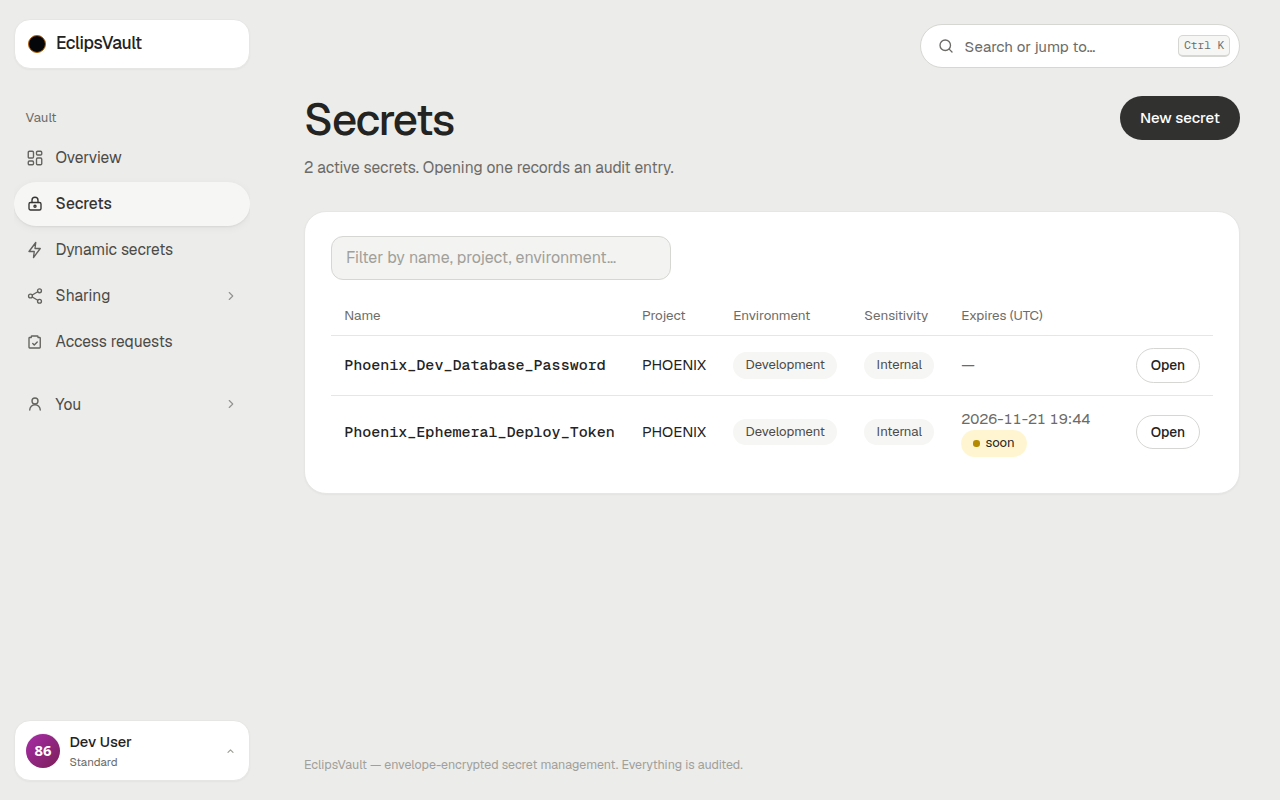 EclipsVault
Search or jump to...
Ctrl K
Vault
Overview
Secrets
Dynamic secrets
Sharing
Access requests
You
Secrets
New secret
2 active secrets. Opening one records an audit entry.
Filter by name, project, environment...
Name Project Environment Sensitivity Expires (UTC)
Phoenix_Dev_Database_Password PHOENIX Development Internal — Open
Phoenix_Ephemeral_Deploy_Token PHOENIX Development Internal 2026-11-21 19:44 Open
soon
86
Dev User
Standard
EclipsVault — envelope-encrypted secret management. Everything is audited.